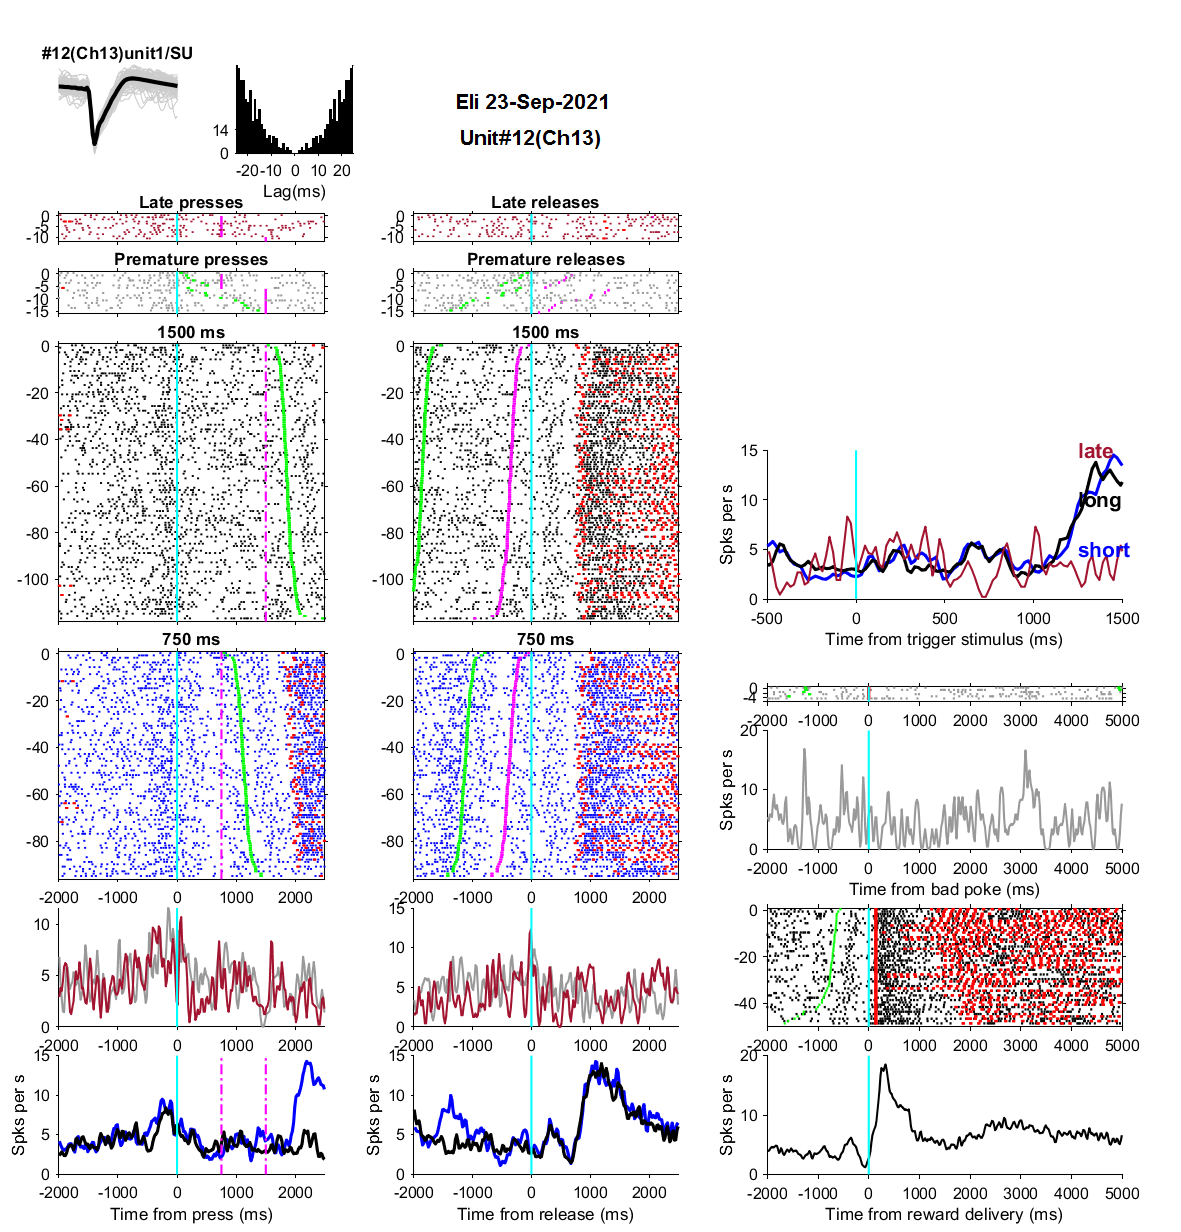 #12(Ch13)unit1/SU
14
0
-20 -10 0 10 20
Lag(ms)
Eli 23-Sep-2021
Unit#12(Ch13)
Late presses
0
-5
-10
Late releases
0
-5
-10
Premature presses
0
-5
-10
-15
Premature releases
0
-5
-10
-15
1500 ms
0
-20
-40
-60
-80
-100
1500 ms
0
-20
-40
-60
-80
-100
750 ms
0
-20
-40
-60
-80
-2000 -1000 0 1000 2000
750 ms
0
-20
-40
-60
-80
-2000 -1000 0 1000 2000
10
5
0
-2000 -1000 0 1000 2000
15
10
5
0
-2000 -1000 0 1000 2000
Spks per s
15
10
5
0
-2000 -1000 0 1000 2000
Time from press (ms)
Spks per s
15
10
5
0
-2000 -1000 0 1000 2000
Time from release (ms)
Spks per s
15
10
5
0
late
long
short
-500 0 500 1000 1500
Time from trigger stimulus (ms)
0
-4
-2000 -1000 0 1000 2000 3000 4000 5000
Spks per s
20
10
0
-2000 -1000 0 1000 2000 3000 4000 5000
Time from bad poke (ms)
0
-20
-40
-2000 -1000 0 1000 2000 3000 4000 5000
Spks per s
20
10
0
-2000 -1000 0 1000 2000 3000 4000 5000
Time from reward delivery (ms)